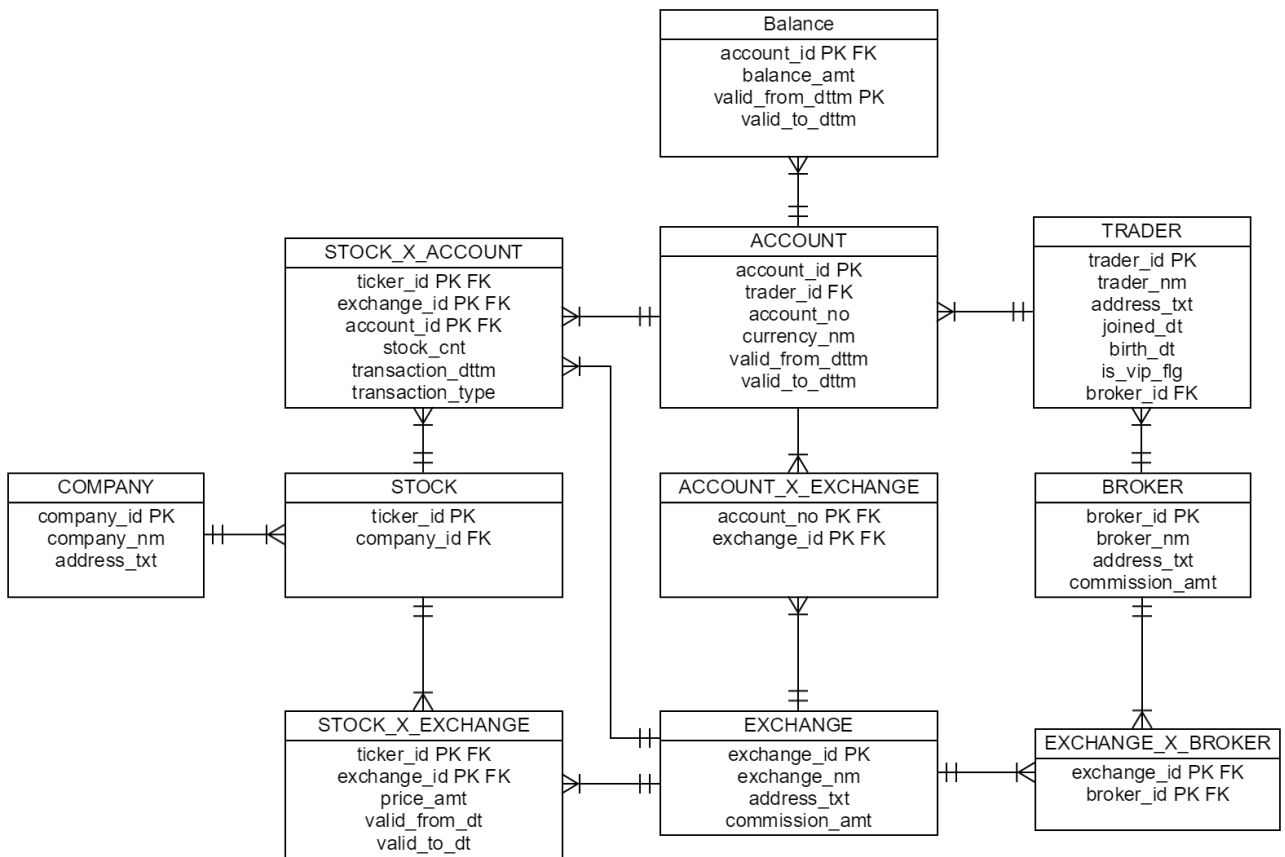 Balance
account_id PK FK
balance_amt
valid_from_dttm PK
valid_to_dttm
STOCK_X_ACCOUNT
ticker_id PK FK
exchange_id PK FK
account_id PK FK
stock_cnt
transaction_dttm
transaction_type
ACCOUNT
account_id PK
trader_id FK
account_no
currency_nm
valid_from_dttm
valid_to_dttm
TRADER
trader_id PK
trader_nm
address_txt
joined_dt
birth_dt
is_vip_flg
broker_id FK
COMPANY
company_id PK
company_nm
address_txt
STOCK
ticker_id PK
company_id FK
ACCOUNT_X_EXCHANGE
account_no PK FK
exchange_id PK FK
BROKER
broker_id PK
broker_nm
address_txt
commission_amt
STOCK_X_EXCHANGE
ticker_id PK FK
exchange_id PK FK
price_amt
valid_from_dt
valid_to_dt
EXCHANGE
exchange_id PK
exchange_nm
address_txt
commission_amt
EXCHANGE_X_BROKER
exchange_id PK FK
broker_id PK FK